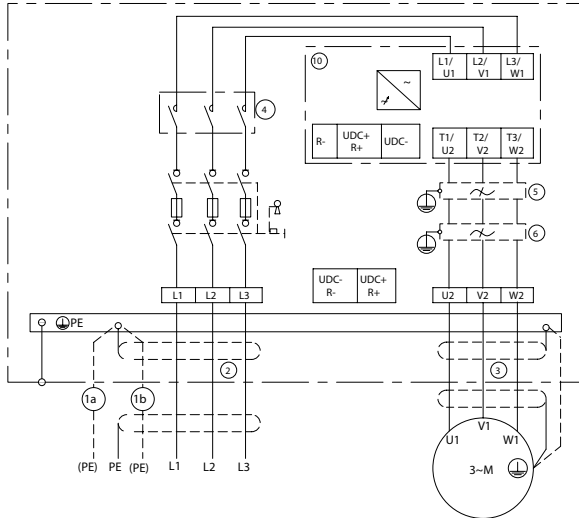 10
L1/ L2/ L3/
U1 V1 W1
~
4
R- UDC+ UDC-
R+
T1/ T2/ T3/
U2 V2 W2
5
6
UDC- UDC+
R- R+
L1 L2 L3
U2 V2 W2
PE
2
3
1a
1b
(PE) PE (PE) L1 L2 L3
U1 V1 W1
3~M